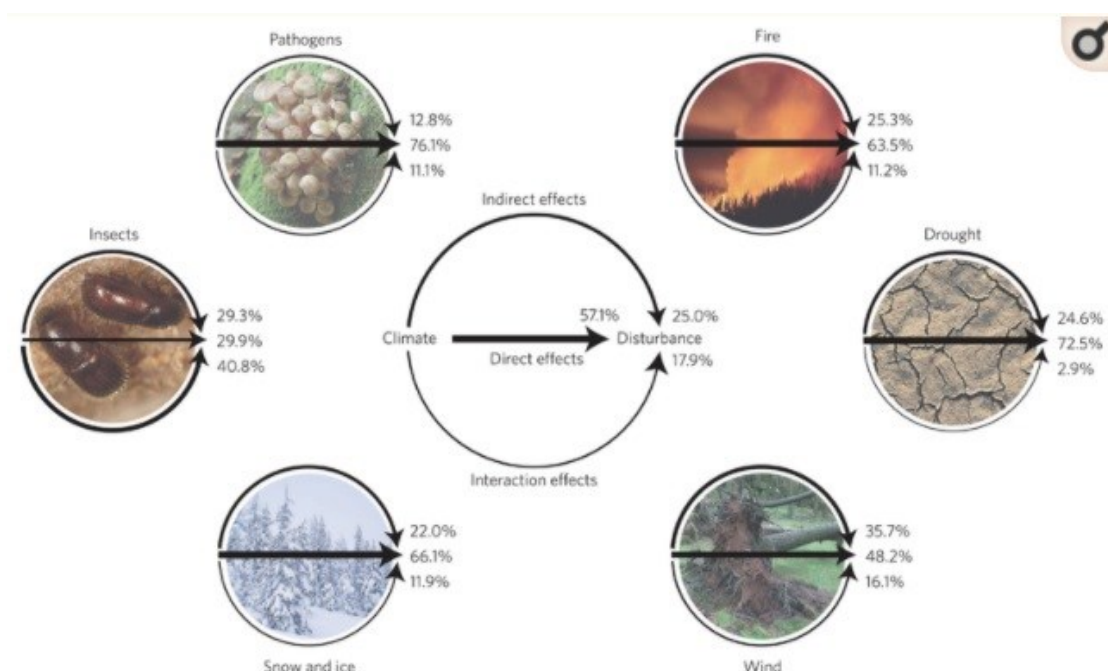 Pathogens
12.8%
76.1%
11.1%
Fire
25.3%
63.5%
11.2%
Insects
29.3%
29.9%
40.8%
Indirect effects
Climate
57.1%
Direct effects
Disturbance
25.0%
17.9%
Interaction effects
Drought
24.6%
72.5%
2.9%
22.0%
66.1%
11.9%
Snow and ice
35.7%
48.2%
16.1%
Wind